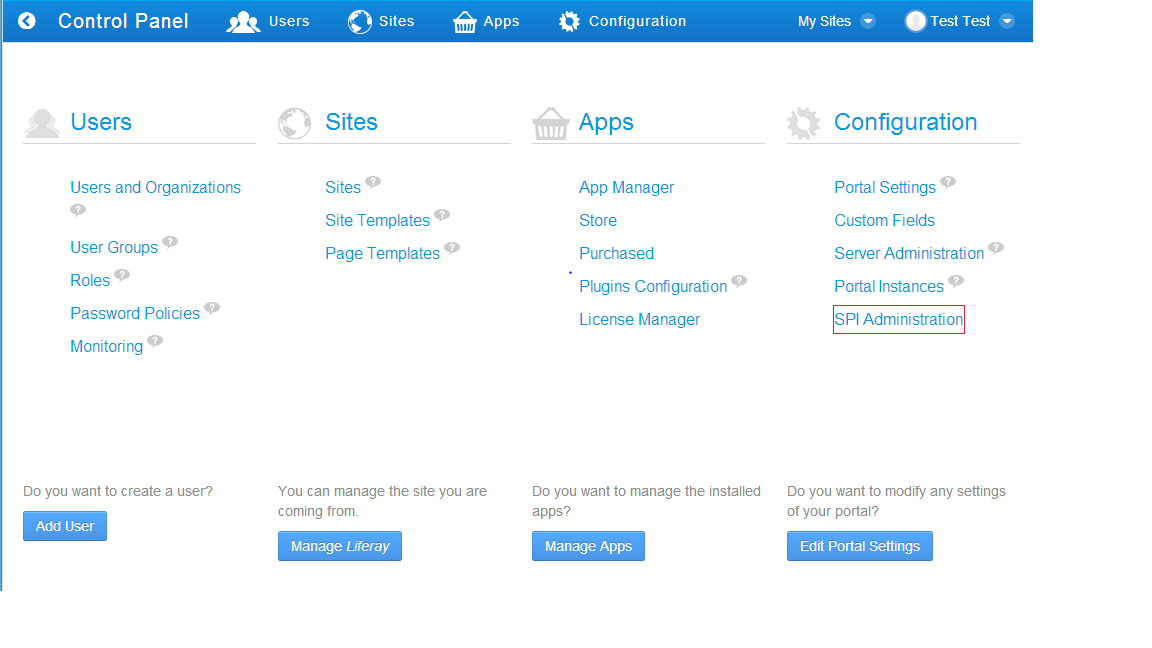 Control Panel Users Sites Apps Configuration My Sites Test Test
Users
Users and Organizations ?
User Groups ?
Roles ?
Password Policies ?
Monitoring ?
Do you want to create a user?
Add User
Sites
Sites ?
Site Templates ?
Page Templates ?
You can manage the site you are
coming from.
Manage Liferay
Apps
App Manager
Store
Purchased
Plugins Configuration ?
License Manager
Do you want to manage the installed
apps?
Manage Apps
Configuration
Portal Settings ?
Custom Fields
Server Administration ?
Portal Instances ?
SPI Administration
Do you want to modify any settings
of your portal?
Edit Portal Settings